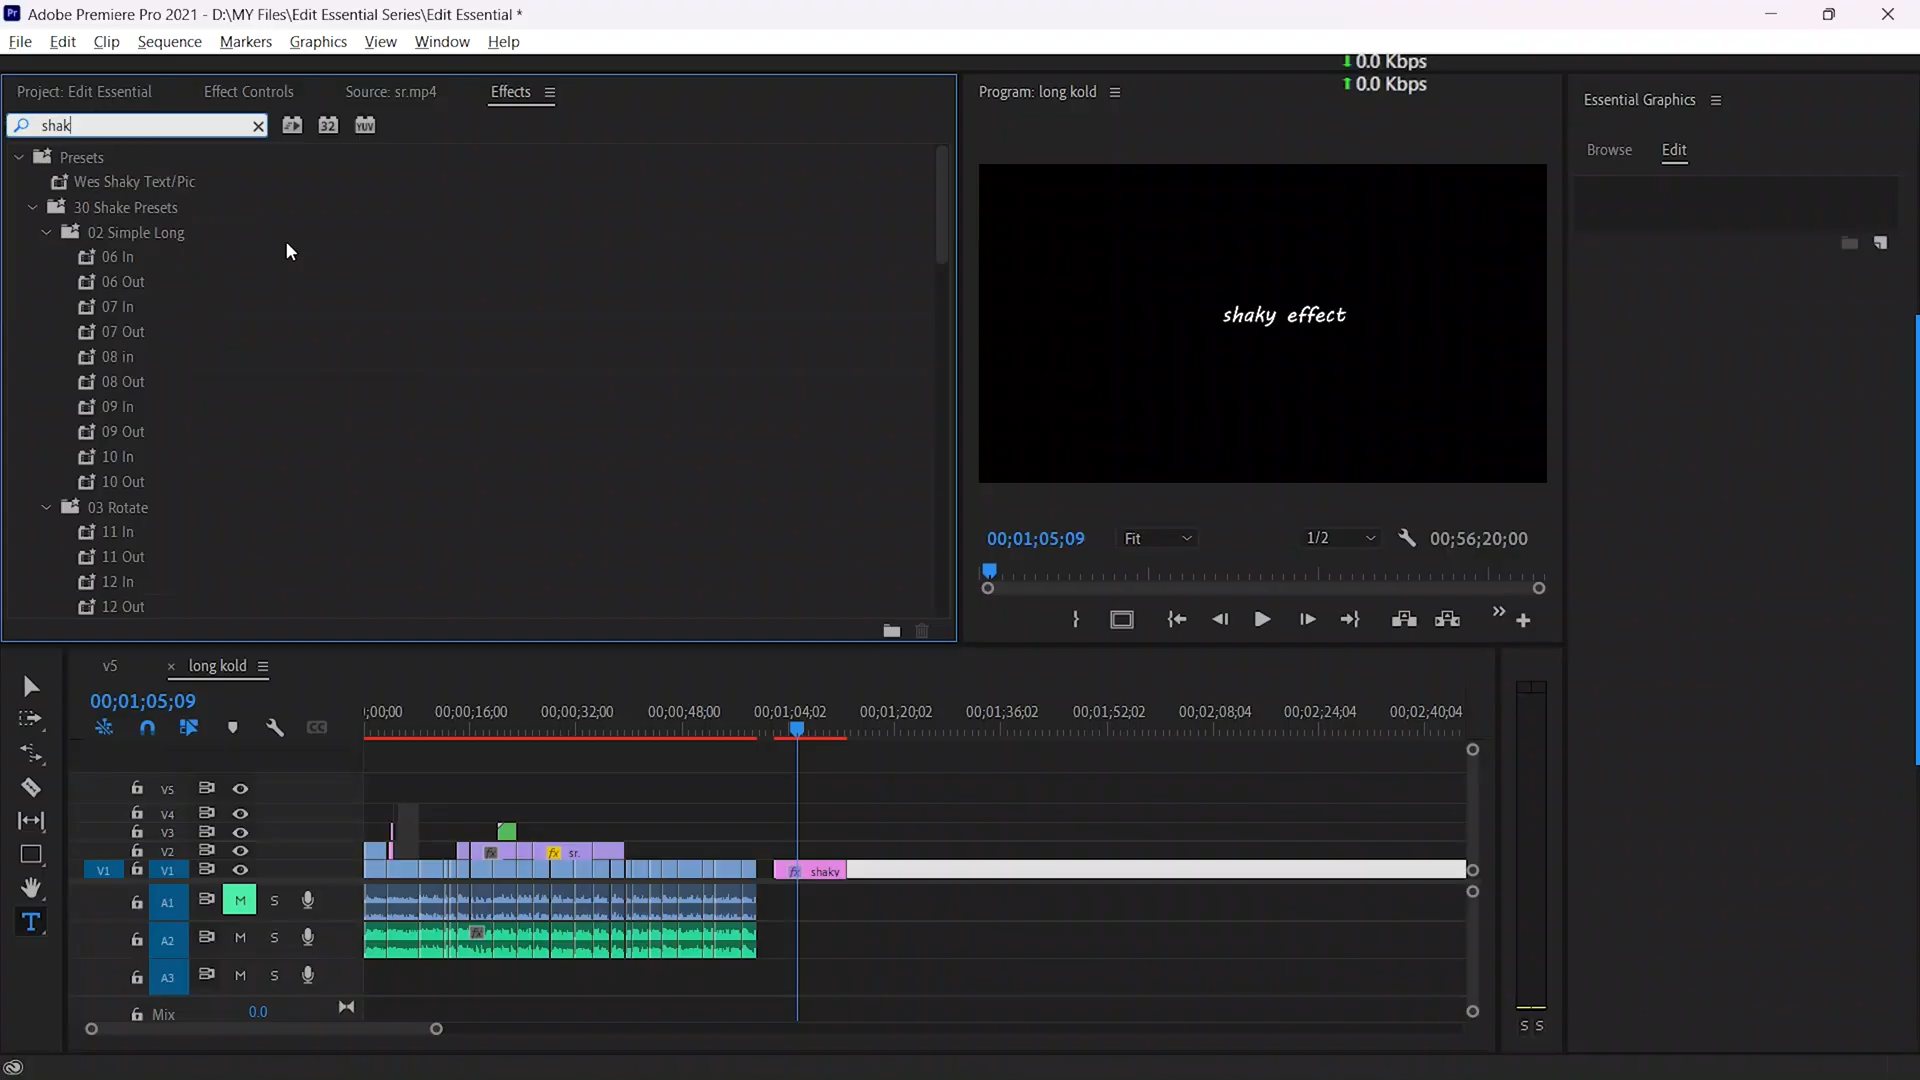 Pr Adobe Premiere Pro 2021 - D:\MY Files\Edit Essential Series\Edit Essential *
File Edit Clip Sequence Markers Graphics View Window Help
0.0 Kbps
0.0 Kbps
Project: Edit Essential Effect Controls Source: sr.mp4 Effects
Program: long kold
Essential Graphics
shak
32 YUV
Browse Edit
Presets
Wes Shaky Text/Pic
30 Shake Presets
02 Simple Long
06 In
06 Out
07 In
07 Out
08 in
08 Out
09 In
09 Out
10 In
10 Out
03 Rotate
11 In
11 Out
12 In
12 Out
shaky effect
00;01;05;09 Fit 1/2 00;56;20;00
v5 × long kold
00;01;05;09
;00;00 00;00;16;00 00;00;32;00 00;00;48;00 00;01;04;02 00;01;20;02 00;01;36;02 00;01;52;02 00;02;08;04 00;02;24;04 00;02;40;04
CC
V5
V4
V3
V2 fx fx sr.
V1 V1 fx shaky
A1 M S
A2 M S fx
A3 M S
Mix 0.0
S S
T